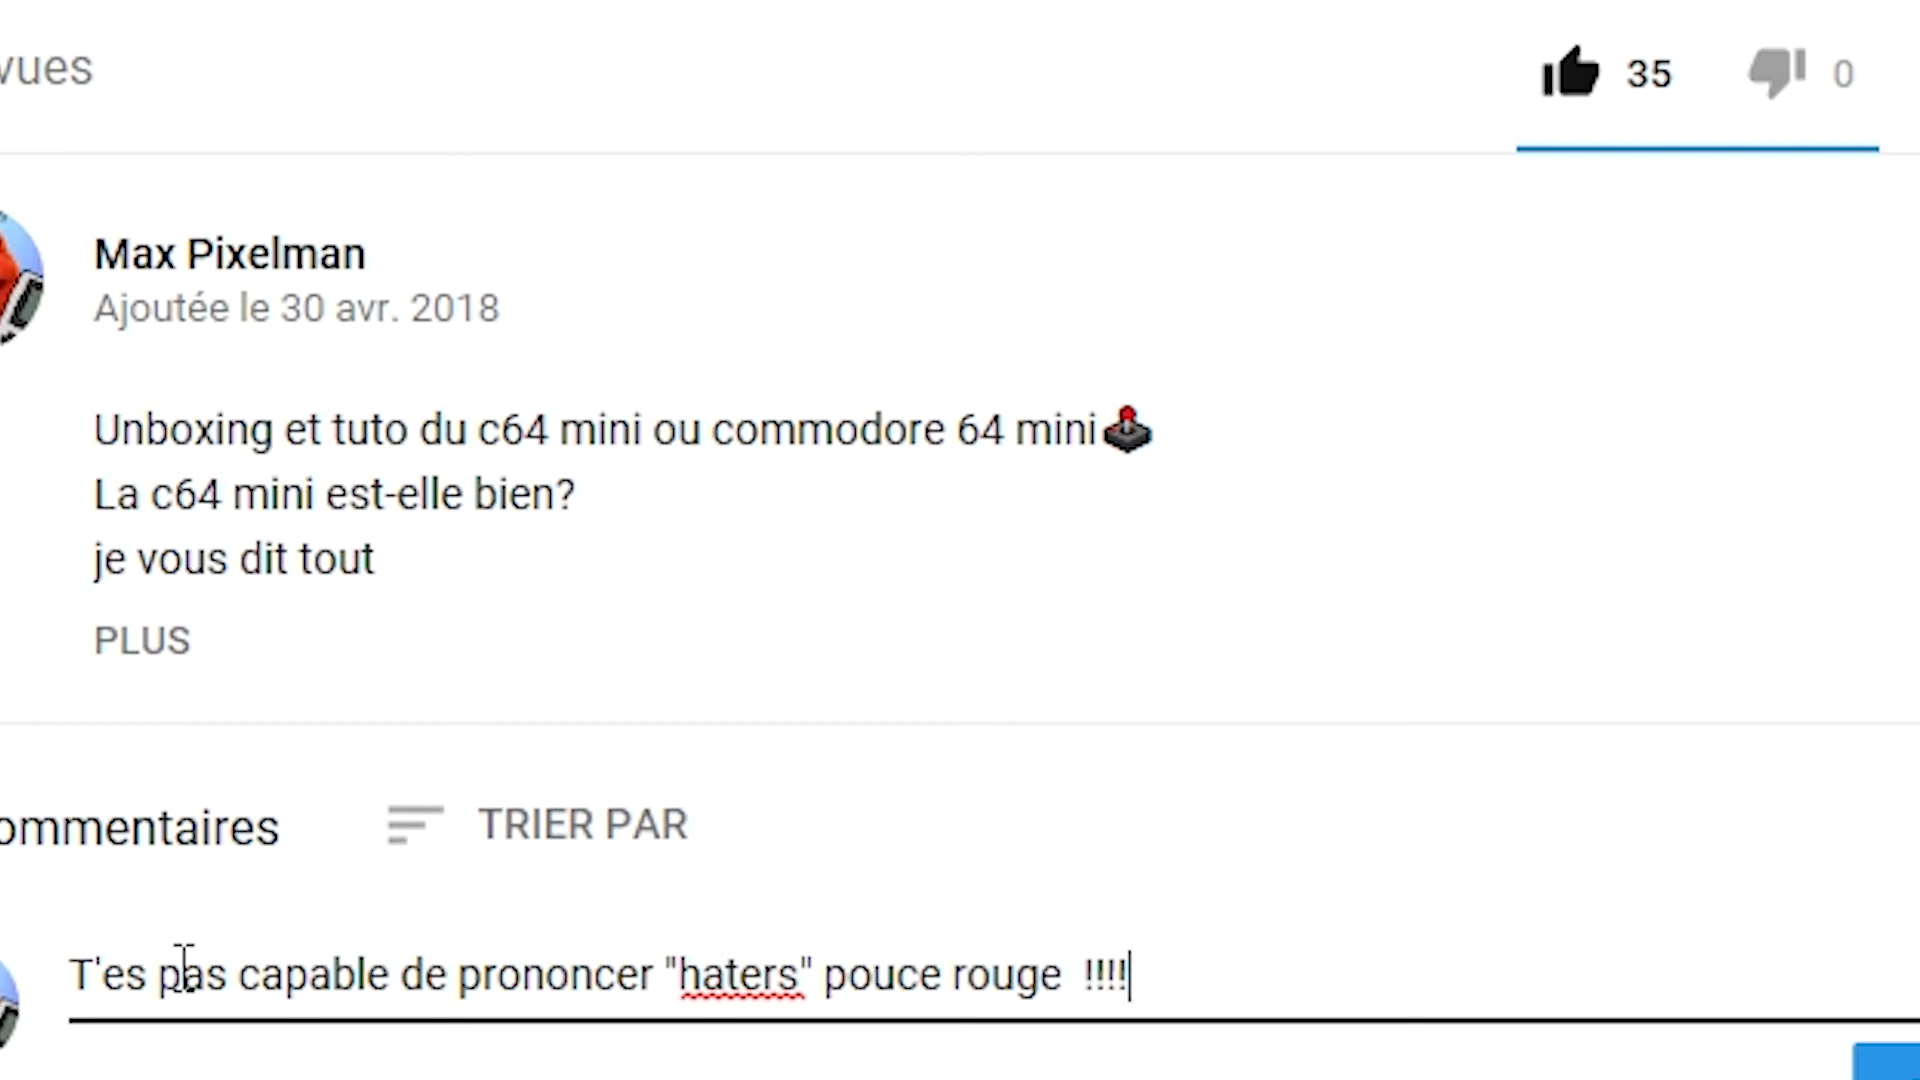 vues
35
0
Max Pixelman
Ajoutée le 30 avr. 2018
Unboxing et tuto du c64 mini ou commodore 64 mini🕹
La c64 mini est-elle bien?
je vous dit tout
PLUS
ommentaires
TRIER PAR
T'es pas capable de prononcer "haters" pouce rouge  !!!!